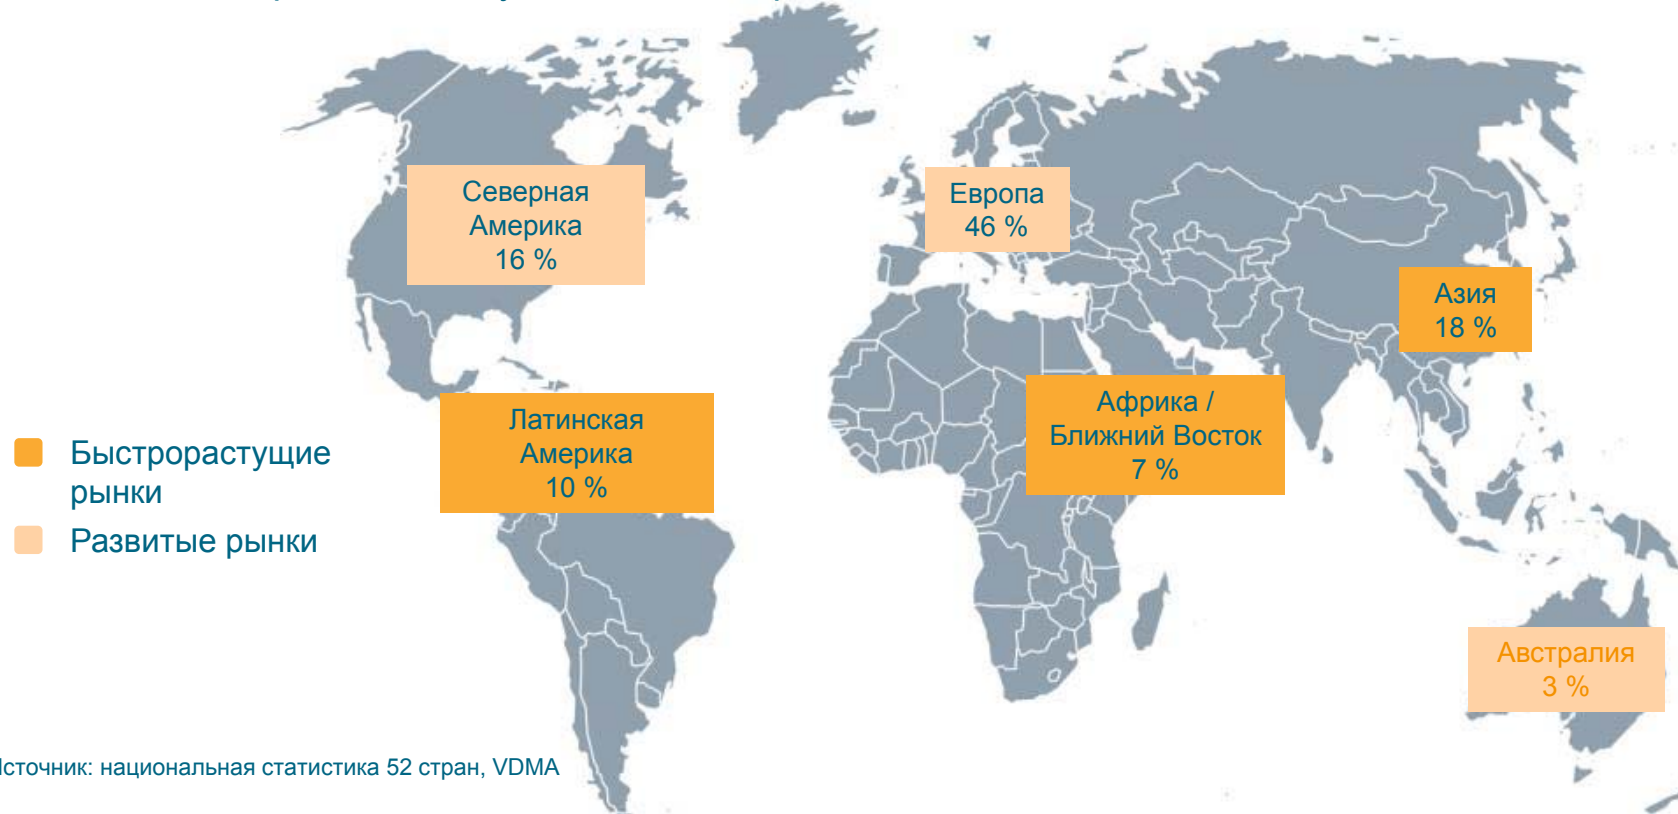 Северная
Америка
16 %
Европа
46 %
Азия
18 %
Латинская
Америка
10 %
Африка /
Ближний Восток
7 %
Быстрорастущие
рынки
Развитые рынки
Австралия
3 %
Источник: национальная статистика 52 стран, VDMA